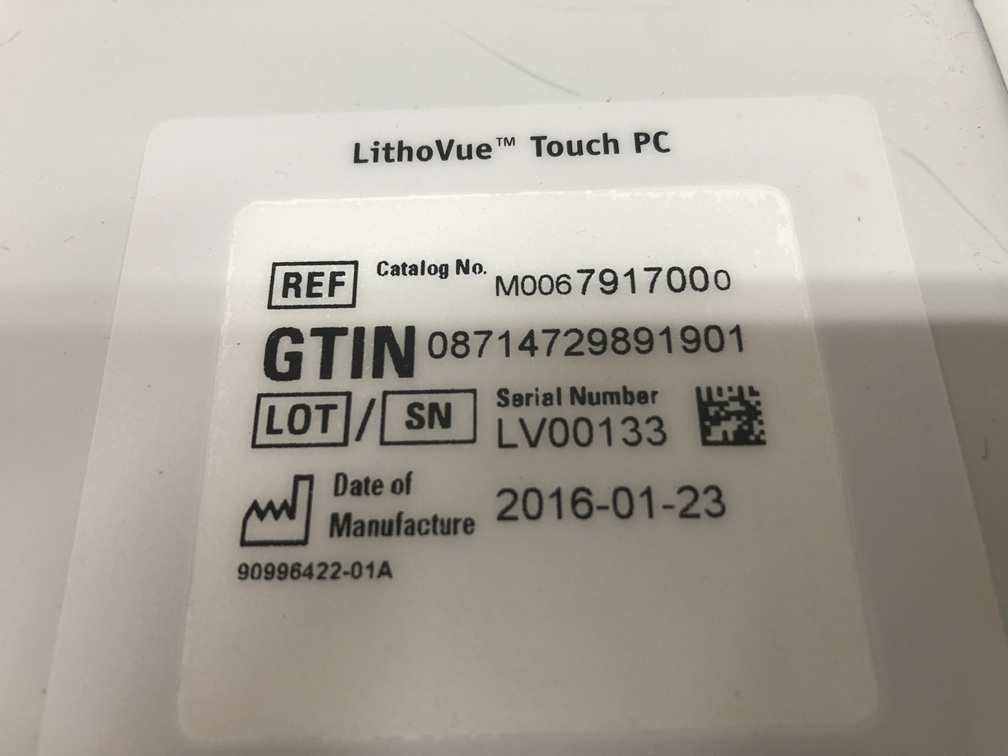 LithoVue™ Touch PC
REF Catalog No. M0067917000
GTIN 08714729891901
LOT / SN Serial Number LV00133
Date of Manufacture 2016-01-23
90996422-01A